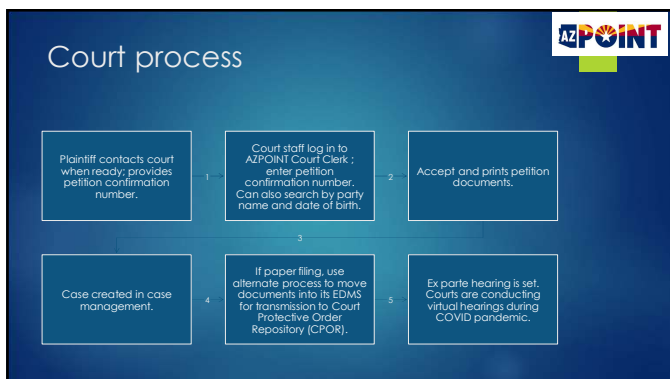 AZPOINT
Court process
Plaintiff contacts court
when ready; provides
petition confirmation
number.
1
Court staff log in to
AZPOINT Court Clerk ;
enter petition
confirmation number.
Can also search by party
name and date of birth.
2
Accept and prints petition
documents.
3
Case created in case
management.
4
If paper filing, use
alternate process to move
documents into its EDMS
for transmission to Court
Protective Order
Repository (CPOR).
5
Ex parte hearing is set.
Courts are conducting
virtual hearings during
COVID pandemic.